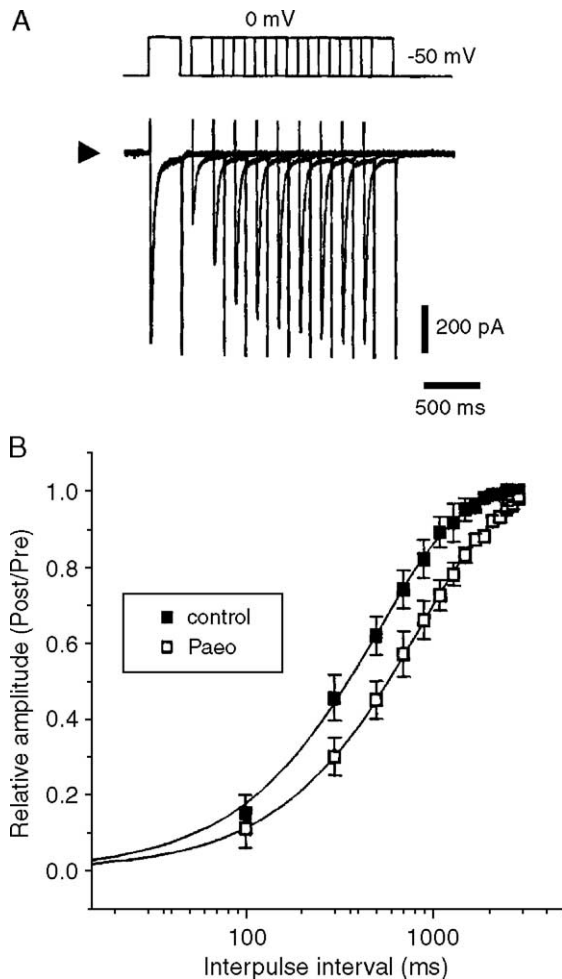 A
0 mV
-50 mV
200 pA
500 ms
B
1.0
0.8
0.6
0.4
0.2
0.0
Relative amplitude (Post/Pre)
control
Paeo
100
1000
Interpulse interval (ms)